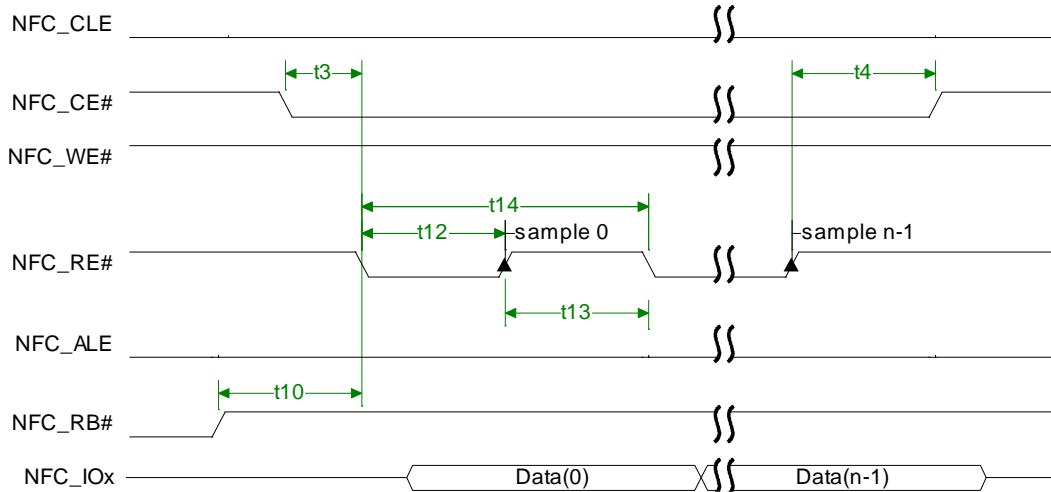 NFC_CLE
t3
t4
NFC_CE#
NFC_WE#
t14
t12
sample 0
sample n-1
NFC_RE#
t13
NFC_ALE
t10
NFC_RB#
NFC_IOx
Data(0)
Data(n-1)